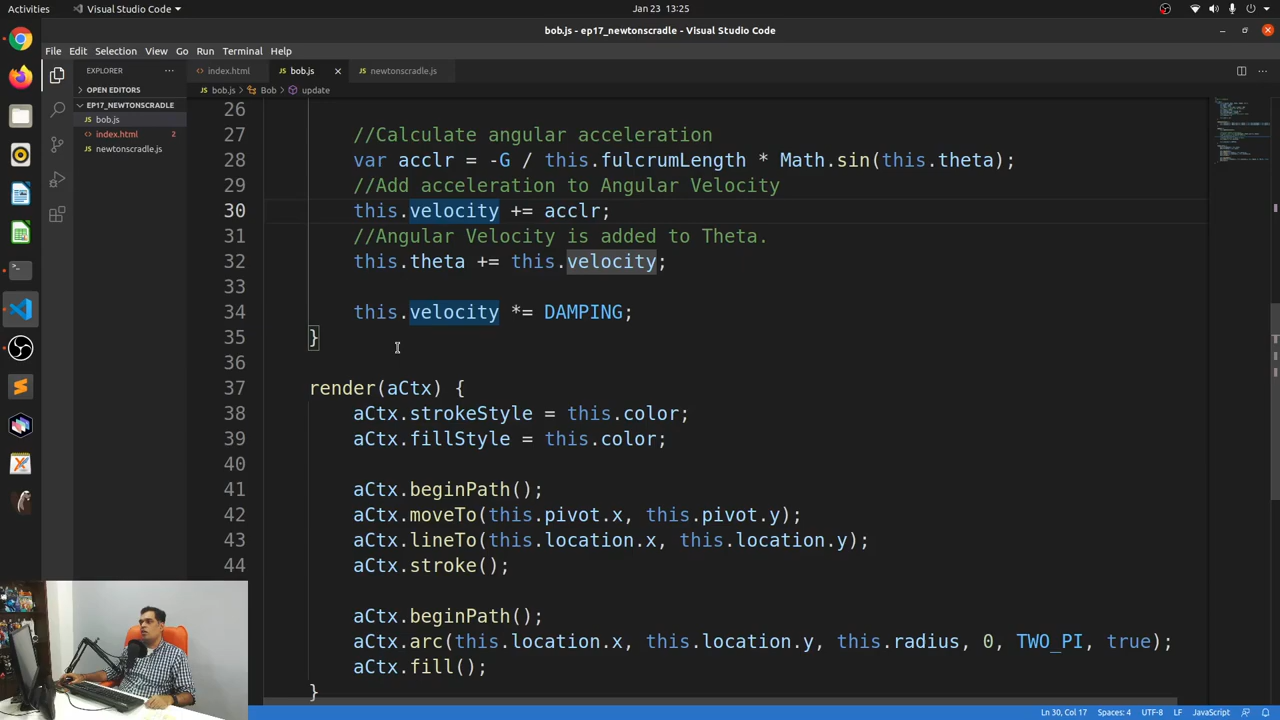 Activities
Visual Studio Code
Jan 23 13:25
bob.js - ep17_newtonscradle - Visual Studio Code
File Edit Selection View Go Run Terminal Help
EXPLORER
index.html
bob.js
newtonscradle.js
OPEN EDITORS
bob.js > Bob > update
EP17_NEWTONSCRADLE
bob.js
index.html 2
newtonscradle.js
26
27 //Calculate angular acceleration
28 var acclr = -G / this.fulcrumLength * Math.sin(this.theta);
29 //Add acceleration to Angular Velocity
30 this.velocity += acclr;
31 //Angular Velocity is added to Theta.
32 this.theta += this.velocity;
33
34 this.velocity *= DAMPING;
35 }
36
37 render(aCtx) {
38 aCtx.strokeStyle = this.color;
39 aCtx.fillStyle = this.color;
40
41 aCtx.beginPath();
42 aCtx.moveTo(this.pivot.x, this.pivot.y);
43 aCtx.lineTo(this.location.x, this.location.y);
44 aCtx.stroke();
aCtx.beginPath();
aCtx.arc(this.location.x, this.location.y, this.radius, 0, TWO_PI, true);
aCtx.fill();
}
Ln 30, Col 17 Spaces: 4 UTF-8 LF JavaScript